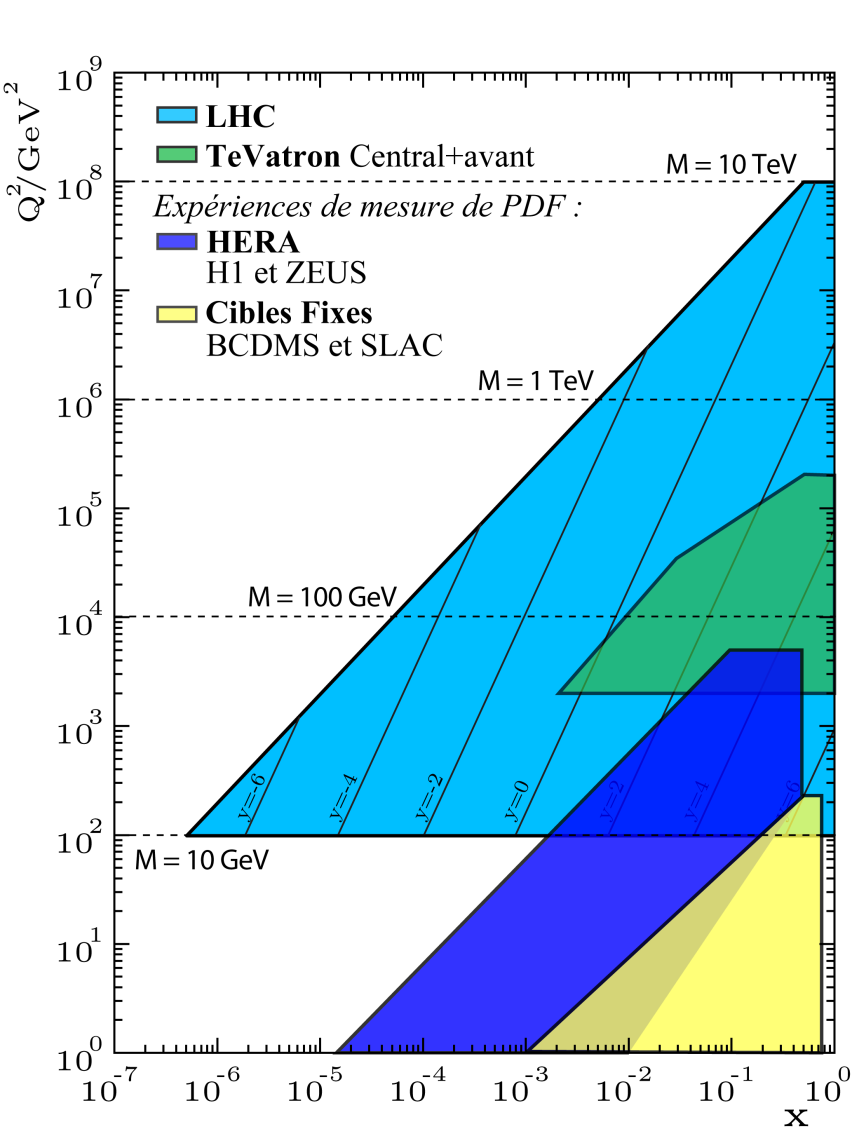 Q²/GeV²
10⁹
10⁸
10⁷
10⁶
10⁵
10⁴
10³
10²
10¹
10⁰
LHC
TeVatron Central+avant
Expériences de mesure de PDF :
HERA
H1 et ZEUS
Cibles Fixes
BCDMS et SLAC
M = 10 TeV
M = 1 TeV
M = 100 GeV
M = 10 GeV
y=-6
y=-4
y=-2
y=0
y=2
y=4
y=6
10⁻⁷
10⁻⁶
10⁻⁵
10⁻⁴
10⁻³
10⁻²
10⁻¹
10⁰
x